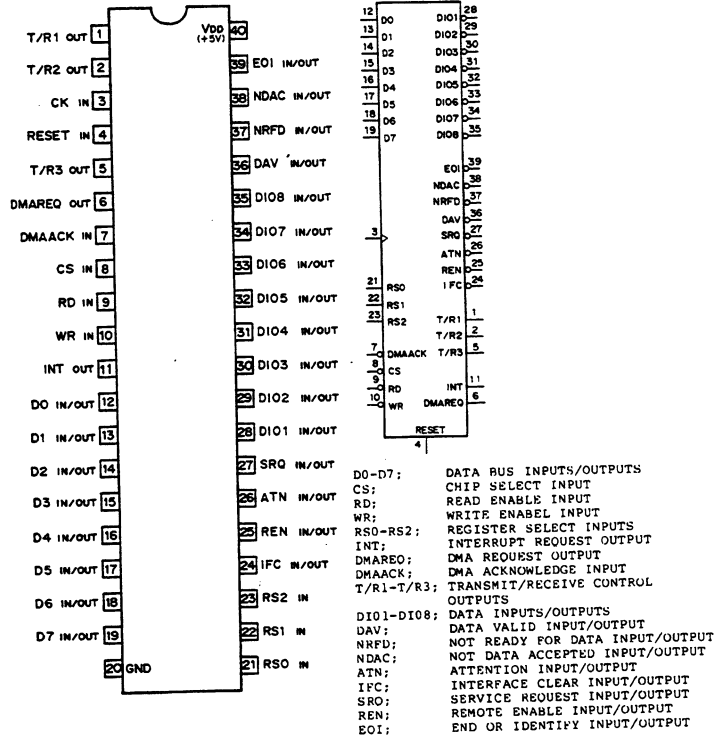 T/R1 OUT 1
T/R2 OUT 2
CK IN 3
RESET IN 4
T/R3 OUT 5
DMAREQ OUT 6
DMAACK IN 7
CS IN 8
RD IN 9
WR IN 10
INT OUT 11
D0 IN/OUT 12
D1 IN/OUT 13
D2 IN/OUT 14
D3 IN/OUT 15
D4 IN/OUT 16
D5 IN/OUT 17
D6 IN/OUT 18
D7 IN/OUT 19
20 GND
VDD 40
(+5V)
39 EOI IN/OUT
38 NDAC IN/OUT
37 NRFD IN/OUT
36 DAV IN/OUT
35 DIO8 IN/OUT
34 DIO7 IN/OUT
33 DIO6 IN/OUT
32 DIO5 IN/OUT
31 DIO4 IN/OUT
30 DIO3 IN/OUT
29 DIO2 IN/OUT
28 DIO1 IN/OUT
27 SRQ IN/OUT
26 ATN IN/OUT
25 REN IN/OUT
24 IFC IN/OUT
23 RS2 IN
22 RS1 IN
21 RS0 IN
12 D0 DIO1 28
13 D1 DIO2 29
14 D2 DIO3 30
15 D3 DIO4 31
16 D4 DIO5 32
17 D5 DIO6 33
18 D6 DIO7 34
19 D7 DIO8 35
EOI 39
NDAC 38
NRFD 37
DAV 36
3 SRQ 27
ATN 26
REN 25
21 RS0 IFC 24
22 RS1
23 RS2 T/R1 1
T/R2 2
7 DMAACK T/R3 5
8 CS
9 RD INT 11
10 WR DMAREQ 6
RESET
4
D0-D7; DATA BUS INPUTS/OUTPUTS
CS; CHIP SELECT INPUT
RD; READ ENABLE INPUT
WR; WRITE ENABEL INPUT
RS0-RS2; REGISTER SELECT INPUTS
INT; INTERRUPT REQUEST OUTPUT
DMAREQ; DMA REQUEST OUTPUT
DMAACK; DMA ACKNOWLEDGE INPUT
T/R1-T/R3; TRANSMIT/RECEIVE CONTROL
OUTPUTS
DIO1-DIO8; DATA INPUTS/OUTPUTS
DAV; DATA VALID INPUT/OUTPUT
NRFD; NOT READY FOR DATA INPUT/OUTPUT
NDAC; NOT DATA ACCEPTED INPUT/OUTPUT
ATN; ATTENTION INPUT/OUTPUT
IFC; INTERFACE CLEAR INPUT/OUTPUT
SRQ; SERVICE REQUEST INPUT/OUTPUT
REN; REMOTE ENABLE INPUT/OUTPUT
EOI; END OR IDENTIFY INPUT/OUTPUT